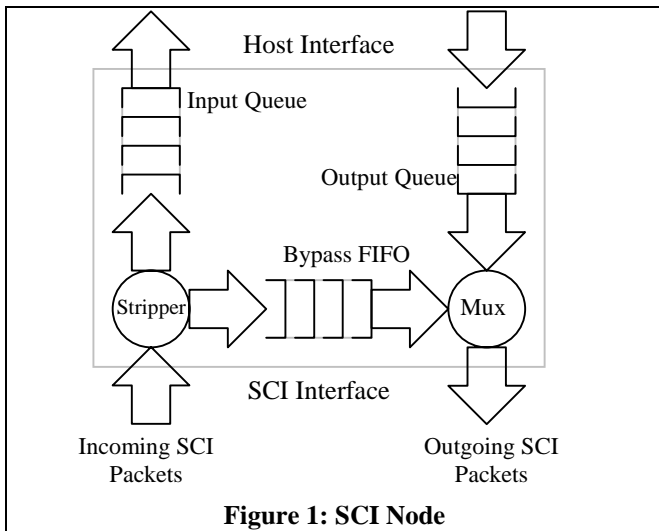 Host Interface
Input Queue
Output Queue
Bypass FIFO
Stripper
Mux
SCI Interface
Incoming SCI
Packets
Outgoing SCI
Packets
Figure 1: SCI Node